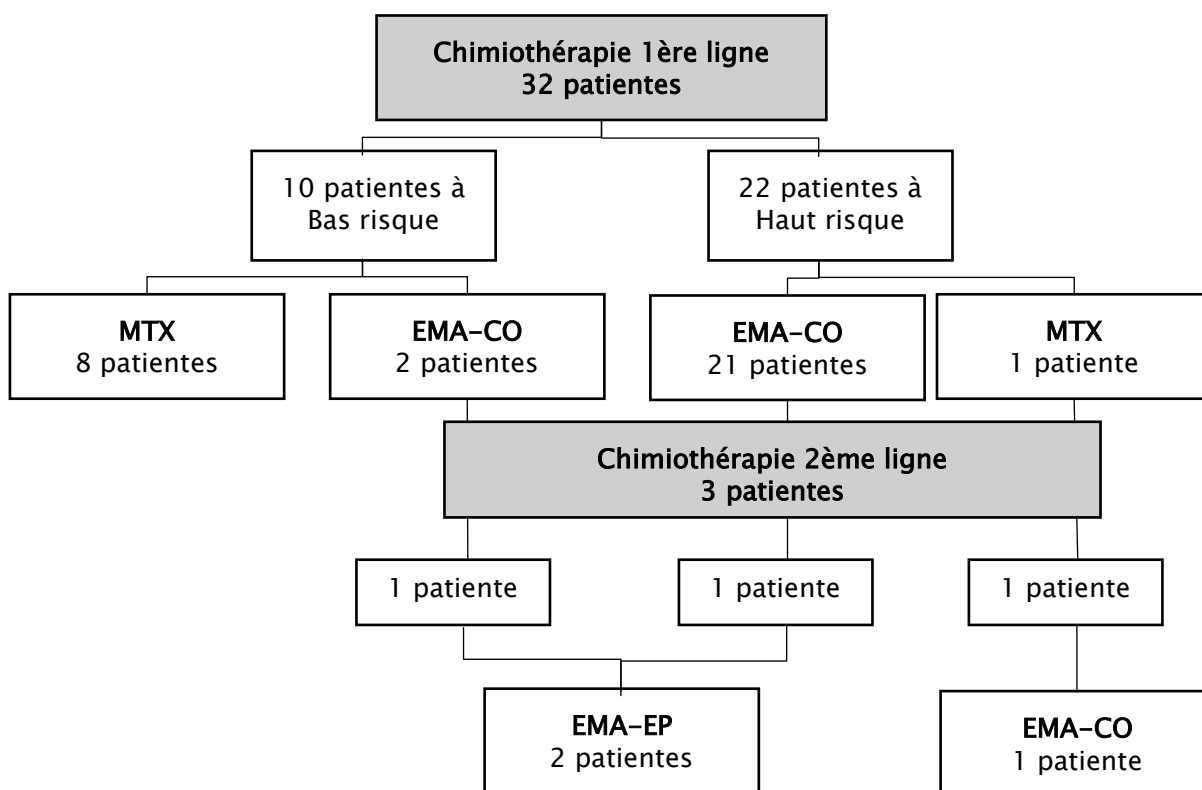 Chimiothérapie 1ère ligne
32 patientes
10 patientes à
Bas risque
22 patientes à
Haut risque
MTX
8 patientes
EMA-CO
2 patientes
EMA-CO
21 patientes
MTX
1 patiente
Chimiothérapie 2ème ligne
3 patientes
1 patiente
1 patiente
1 patiente
EMA-EP
2 patientes
EMA-CO
1 patiente